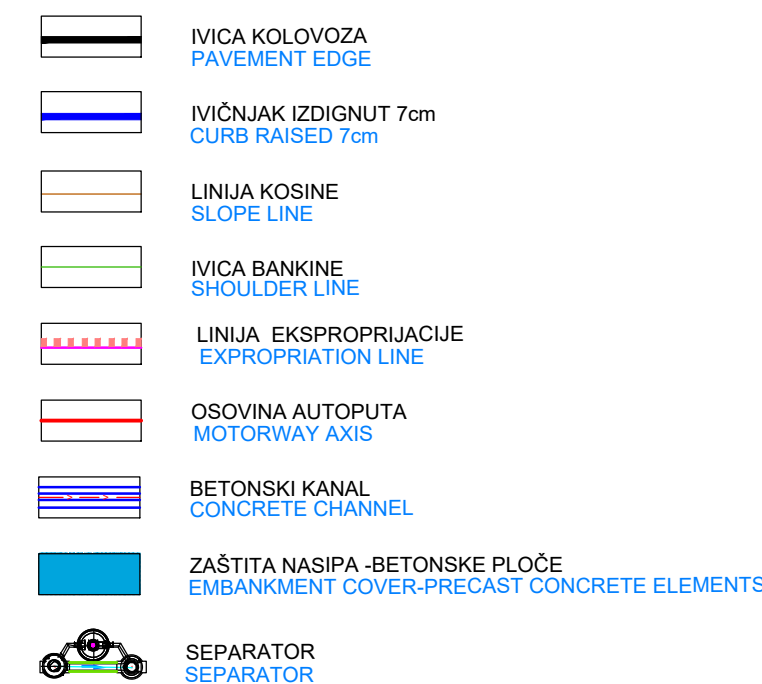 IVICA KOLOVOZA
PAVEMENT EDGE
IVIČNJAK IZDIGNUT 7cm
CURB RAISED 7cm
LINIJA KOSINE
SLOPE LINE
IVICA BANKINE
SHOULDER LINE
LINIJA EKSPROPRIJACIJE
EXPROPRIATION LINE
OSOVINA AUTOPUTA
MOTORWAY AXIS
BETONSKI KANAL
CONCRETE CHANNEL
ZAŠTITA NASIPA -BETONSKE PLOČE
EMBANKMENT COVER-PRECAST CONCRETE ELEMENTS
SEPARATOR
SEPARATOR